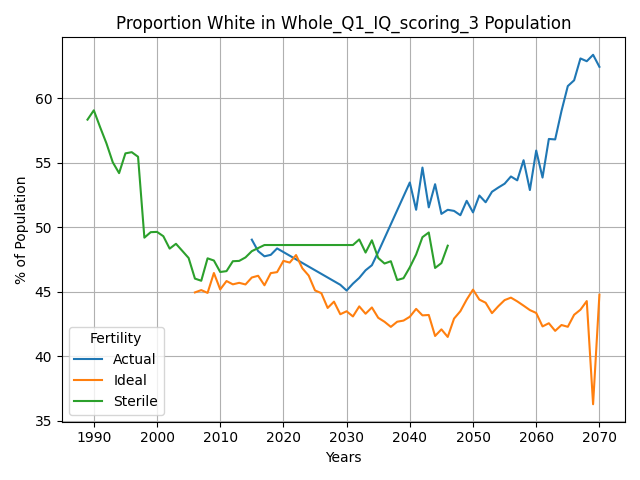 Proportion White in Whole_Q1_IQ_scoring_3 Population
% of Population
60
55
50
45
40
35
Fertility
Actual
Ideal
Sterile
1990 2000 2010 2020 2030 2040 2050 2060 2070
Years